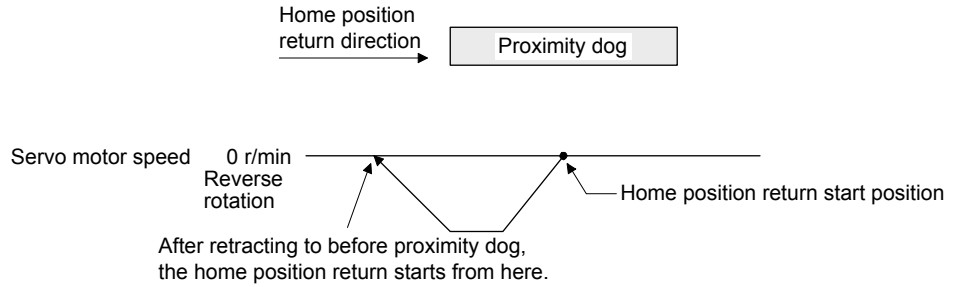 Home position
return direction
Proximity dog
Servo motor speed 0 r/min
Reverse
rotation
Home position return start position
After retracting to before proximity dog,
the home position return starts from here.